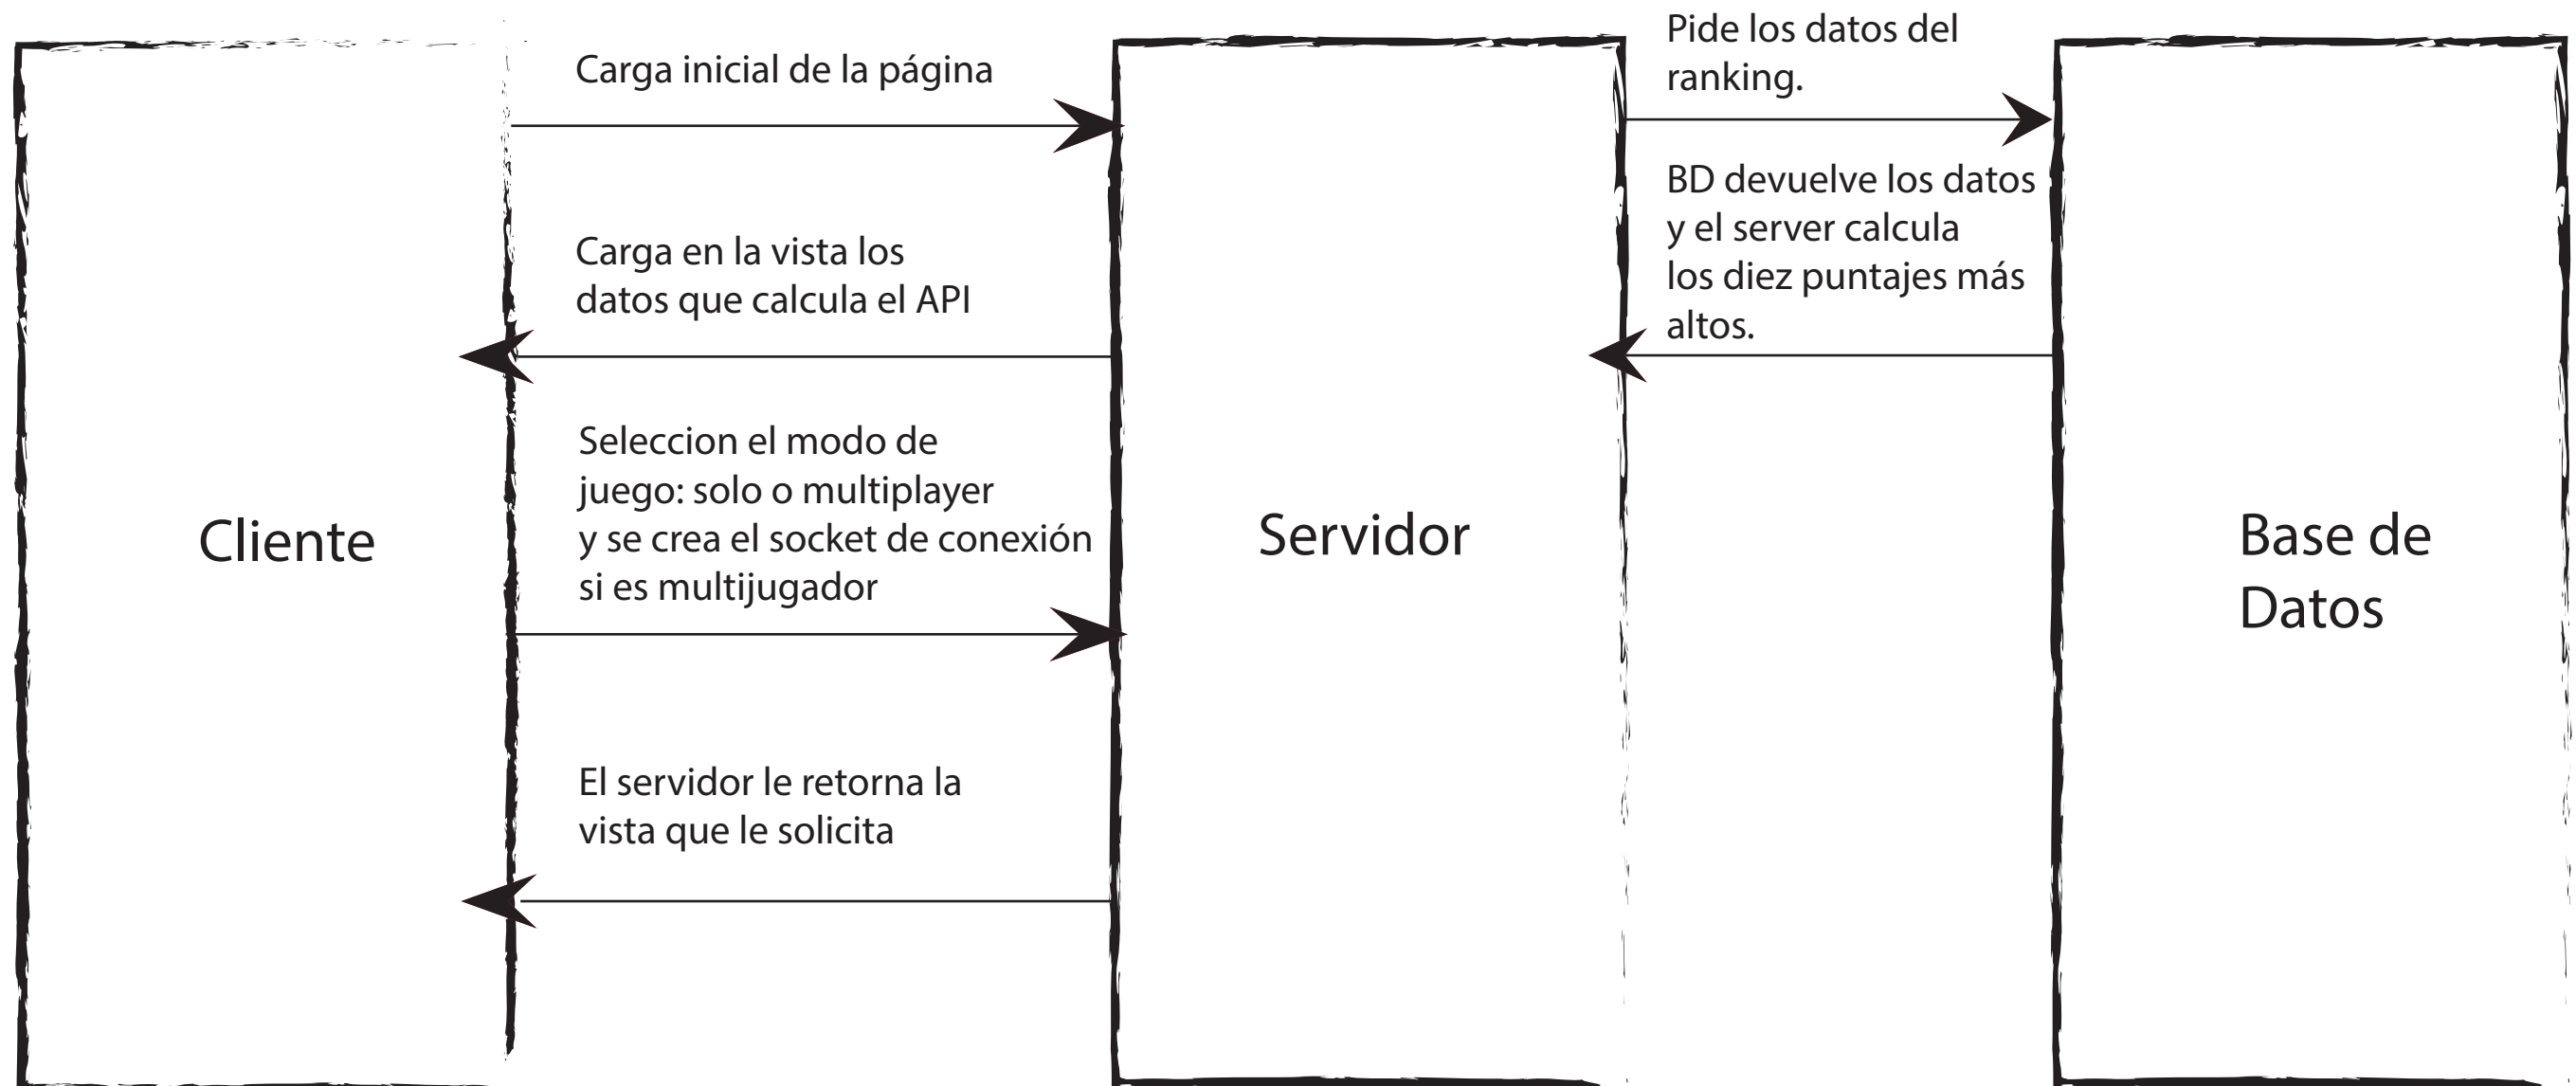 Carga inicial de la página
Carga en la vista los
datos que calcula el API
Seleccion el modo de
juego: solo o multiplayer
y se crea el socket de conexión
si es multijugador
El servidor le retorna la
vista que le solicita
Pide los datos del
ranking.
BD devuelve los datos
y el server calcula
los diez puntajes más
altos.
Cliente
Servidor
Base de
Datos